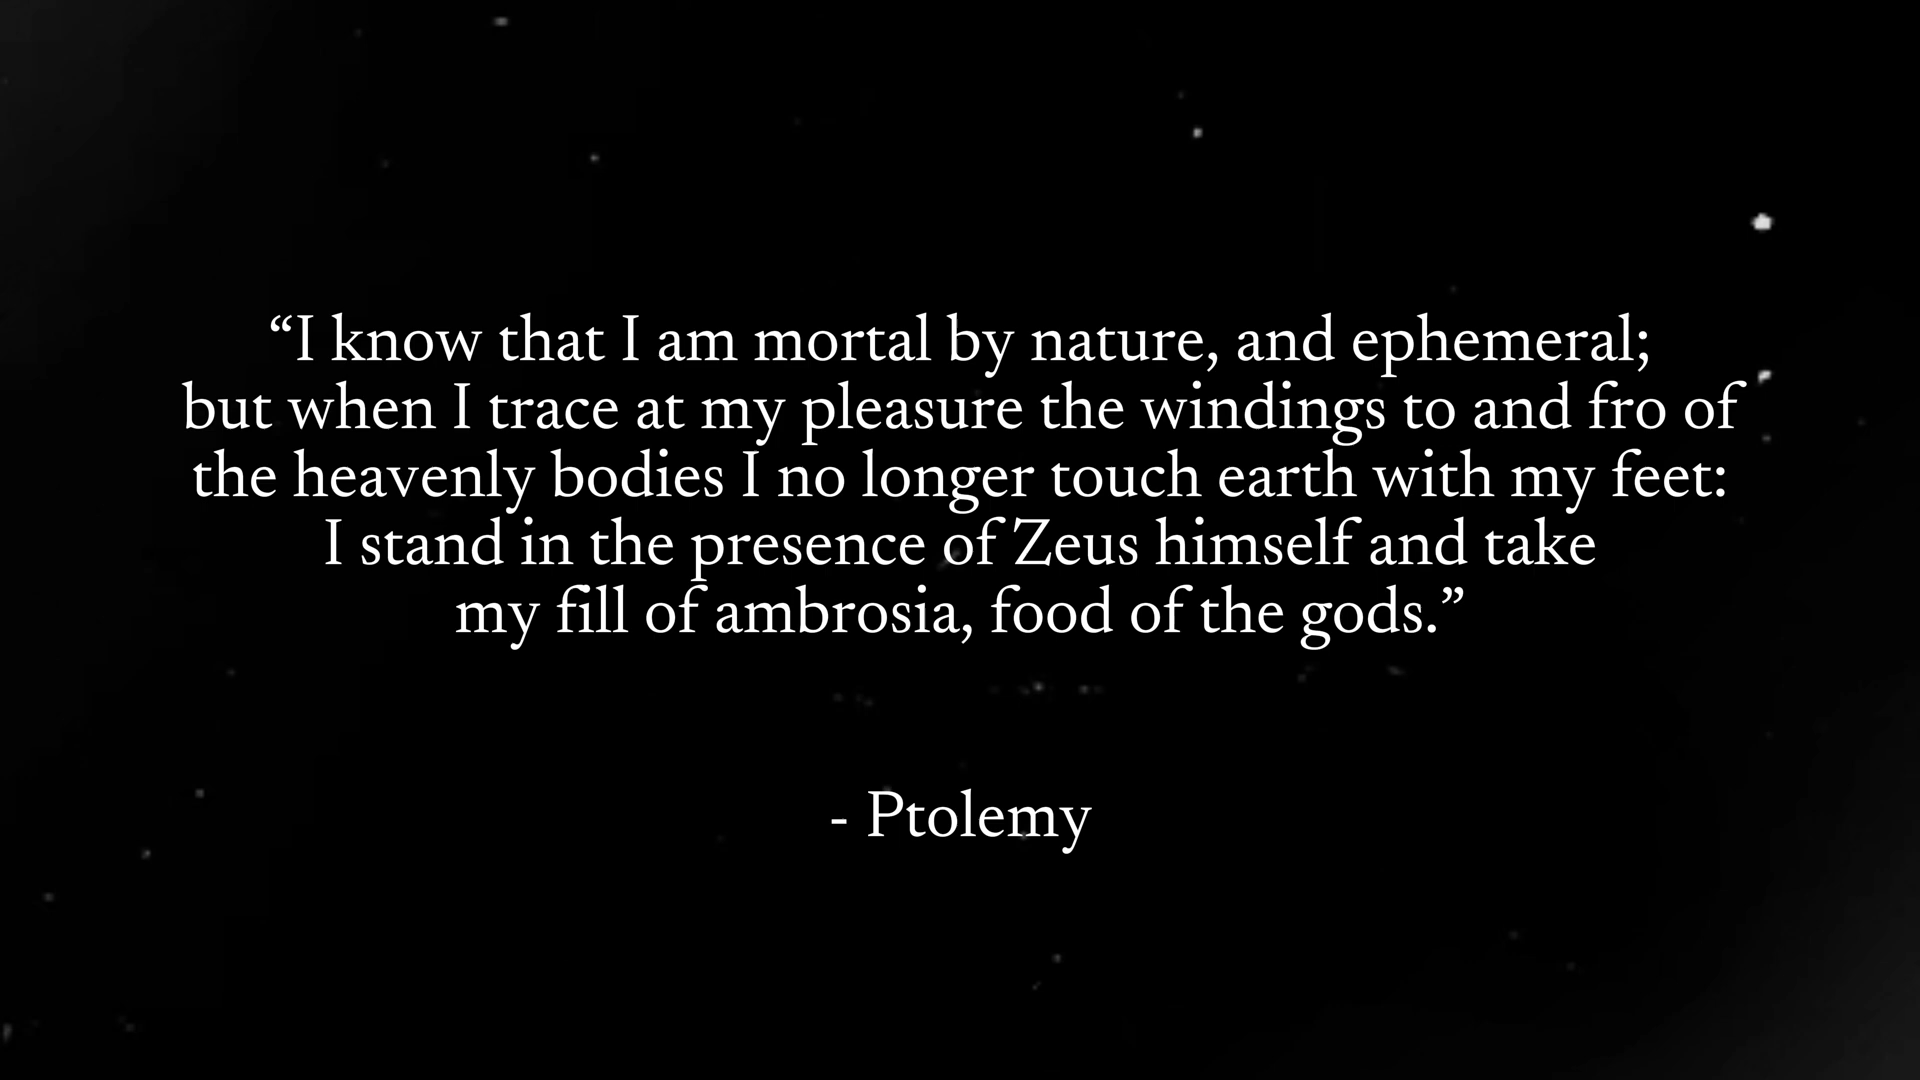 “I know that I am mortal by nature, and ephemeral;
but when I trace at my pleasure the windings to and fro of
the heavenly bodies I no longer touch earth with my feet:
I stand in the presence of Zeus himself and take
my fill of ambrosia, food of the gods.”
- Ptolemy